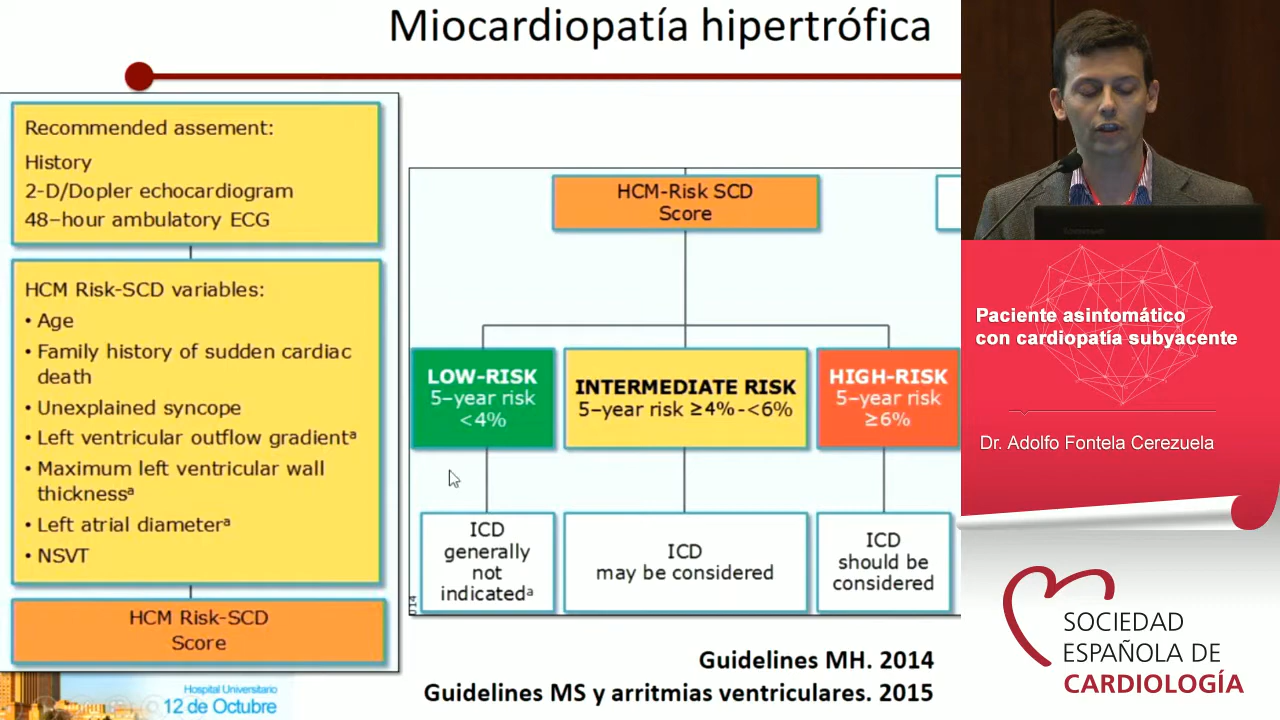 Miocardiopatía hipertrófica
Recommended assement:
History
2-D/Dopler echocardiogram
48-hour ambulatory ECG
HCM Risk-SCD variables:
• Age
• Family history of sudden cardiac
death
• Unexplained syncope
• Left ventricular outflow gradientᵃ
• Maximum left ventricular wall
thicknessᵃ
• Left atrial diameterᵃ
• NSVT
HCM Risk-SCD
Score
HCM-Risk SCD
Score
LOW-RISK
5-year risk
<4%
INTERMEDIATE RISK
5-year risk ≥4%-<6%
HIGH-RISK
5-year risk
≥6%
ICD
generally
not
indicatedᵃ
ICD
may be considered
ICD
should be
considered
Guidelines MH. 2014
Guidelines MS y arritmias ventriculares. 2015
Hospital Universitario
12 de Octubre
Paciente asintomático
con cardiopatía subyacente
Dr. Adolfo Fontela Cerezuela
SOCIEDAD
ESPAÑOLA DE
CARDIOLOGÍA